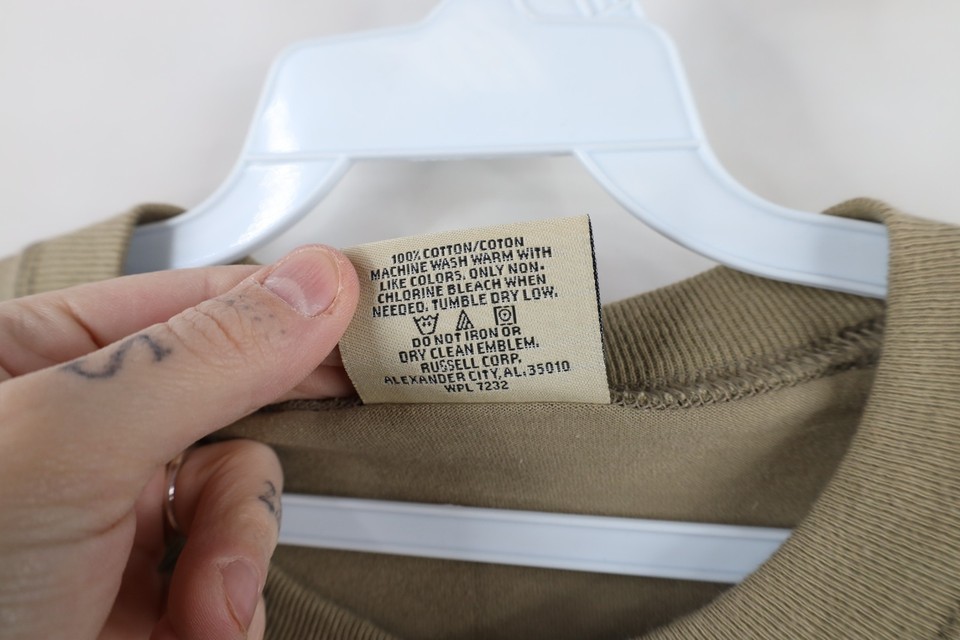 100% COTTON/COTON
MACHINE WASH WARM WITH
LIKE COLORS. ONLY NON-
CHLORINE BLEACH WHEN
NEEDED. TUMBLE DRY LOW.
DO NOT IRON OR
DRY CLEAN EMBLEM.
RUSSELL CORP.
ALEXANDER CITY, AL. 35010
WPL 7232